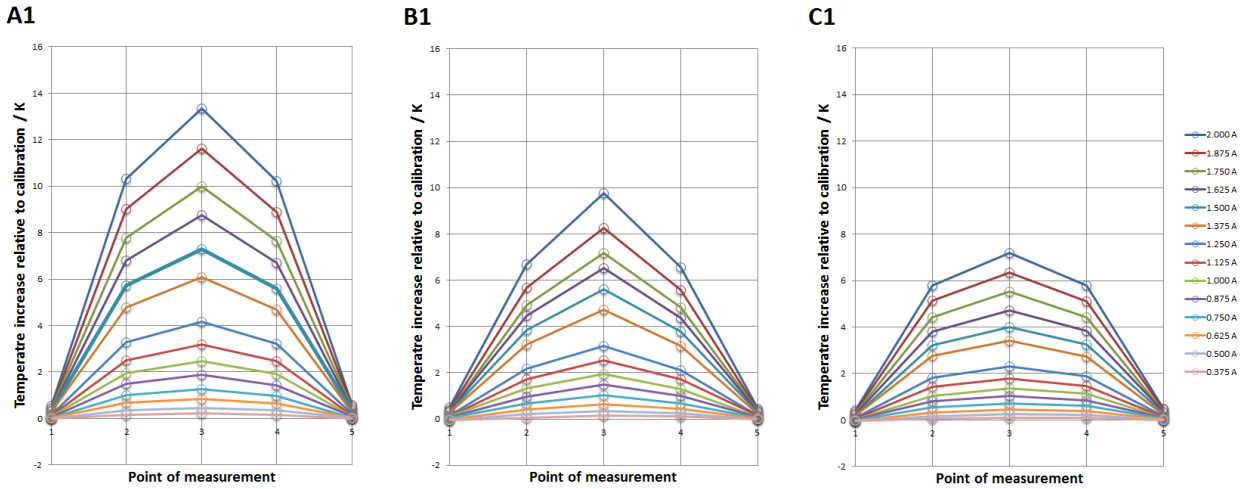 A1
B1
C1
Temperatre increase relative to calibration / K
16
14
12
10
8
6
4
2
0
-2
1
2
3
4
5
Point of measurement
Temperatre increase relative to calibration / K
16
14
12
10
8
6
4
2
0
-2
1
2
3
4
5
Point of measurement
Temperatre increase relative to calibration / K
16
14
12
10
8
6
4
2
0
-2
1
2
3
4
5
Point of measurement
2.000 A
1.875 A
1.750 A
1.625 A
1.500 A
1.375 A
1.250 A
1.125 A
1.000 A
0.875 A
0.750 A
0.625 A
0.500 A
0.375 A